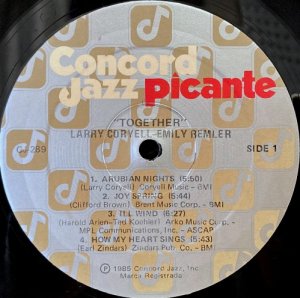 Concord
jazz picante
"TOGETHER"
LARRY CORYELL-EMILY REMLER
CJ-289
SIDE 1
1. ARUBIAN NIGHTS (5:50)
(Larry Coryell) Coryell Music - BMI
2. JOY SPRING (5:44)
(Clifford Brown) Brent Music Corp. - BMI
3. I'LL WIND (6:27)
(Harold Arlen-Ted Koehler) Arko Music Corp. -
MPL Communications, Inc. - ASCAP
4. HOW MY HEART SINGS (5:43)
(Earl Zindars) Zindars Pub. Co. - BMI
℗ 1985 Concord Jazz, Inc.
Marca Registrada